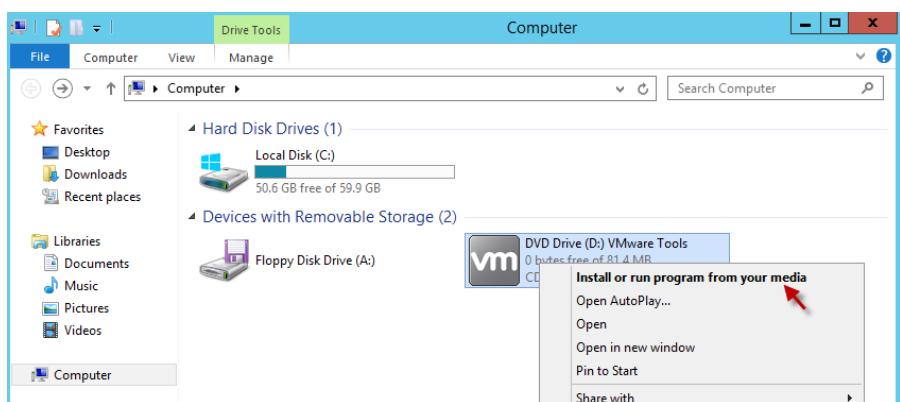 Drive Tools
Computer
File Computer View Manage
Computer
Search Computer
Favorites
Desktop
Downloads
Recent places
Libraries
Documents
Music
Pictures
Videos
Computer
Hard Disk Drives (1)
Local Disk (C:)
50.6 GB free of 59.9 GB
Devices with Removable Storage (2)
Floppy Disk Drive (A:)
vm
DVD Drive (D:) VMware Tools
0 bytes free of 81.4 MB
CD
Install or run program from your media
Open AutoPlay...
Open
Open in new window
Pin to Start
Share with